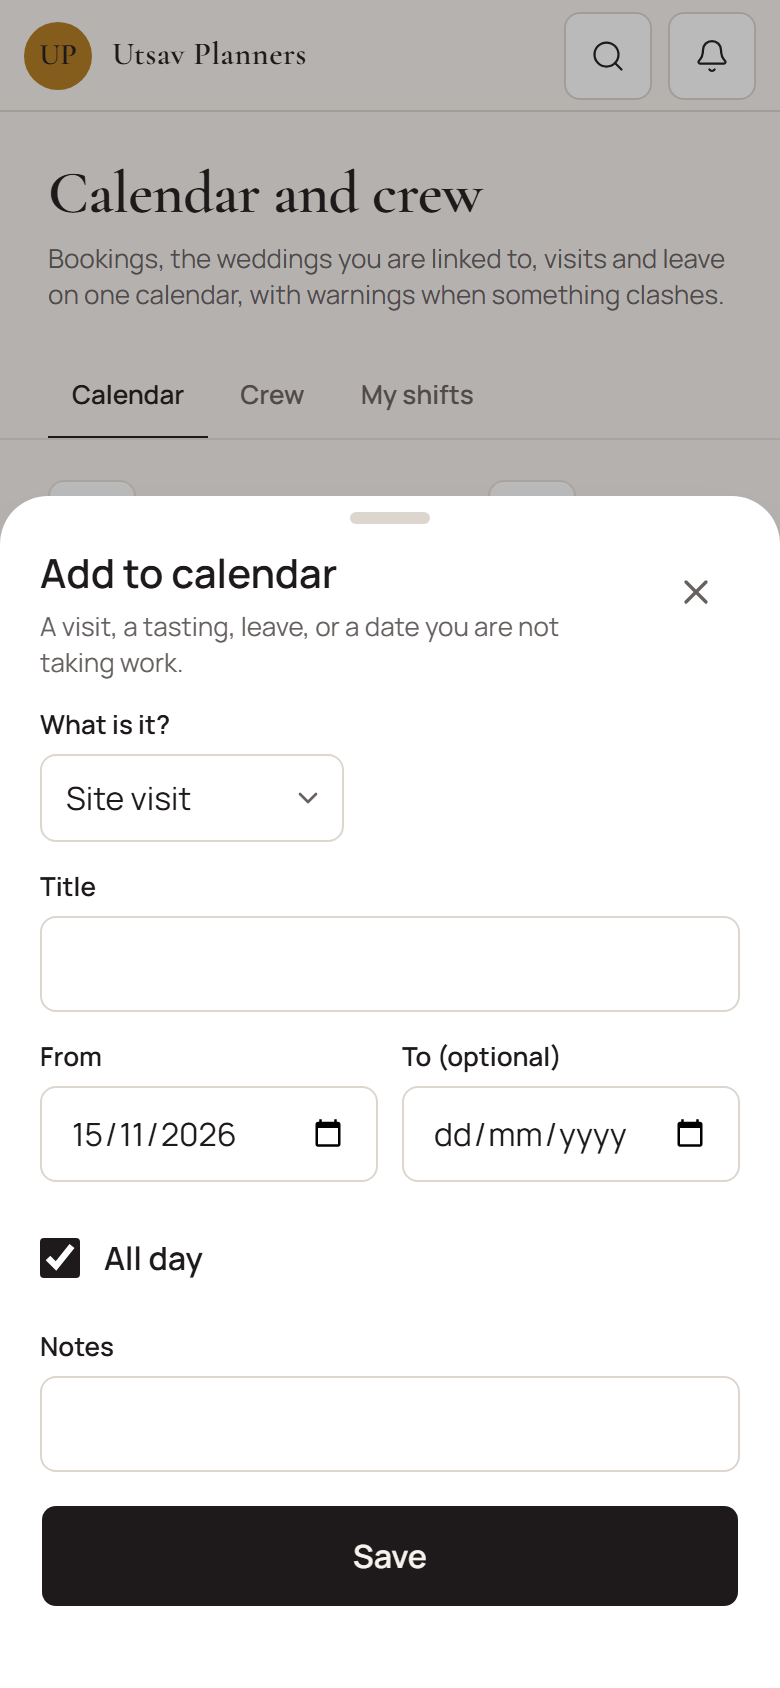 UP
Utsav Planners
Calendar and crew
Bookings, the weddings you are linked to, visits and leave
on one calendar, with warnings when something clashes.
Calendar
Crew
My shifts
Add to calendar
A visit, a tasting, leave, or a date you are not
taking work.
What is it?
Site visit
Title
From
To (optional)
15/11/2026
dd/mm/yyyy
All day
Notes
Save